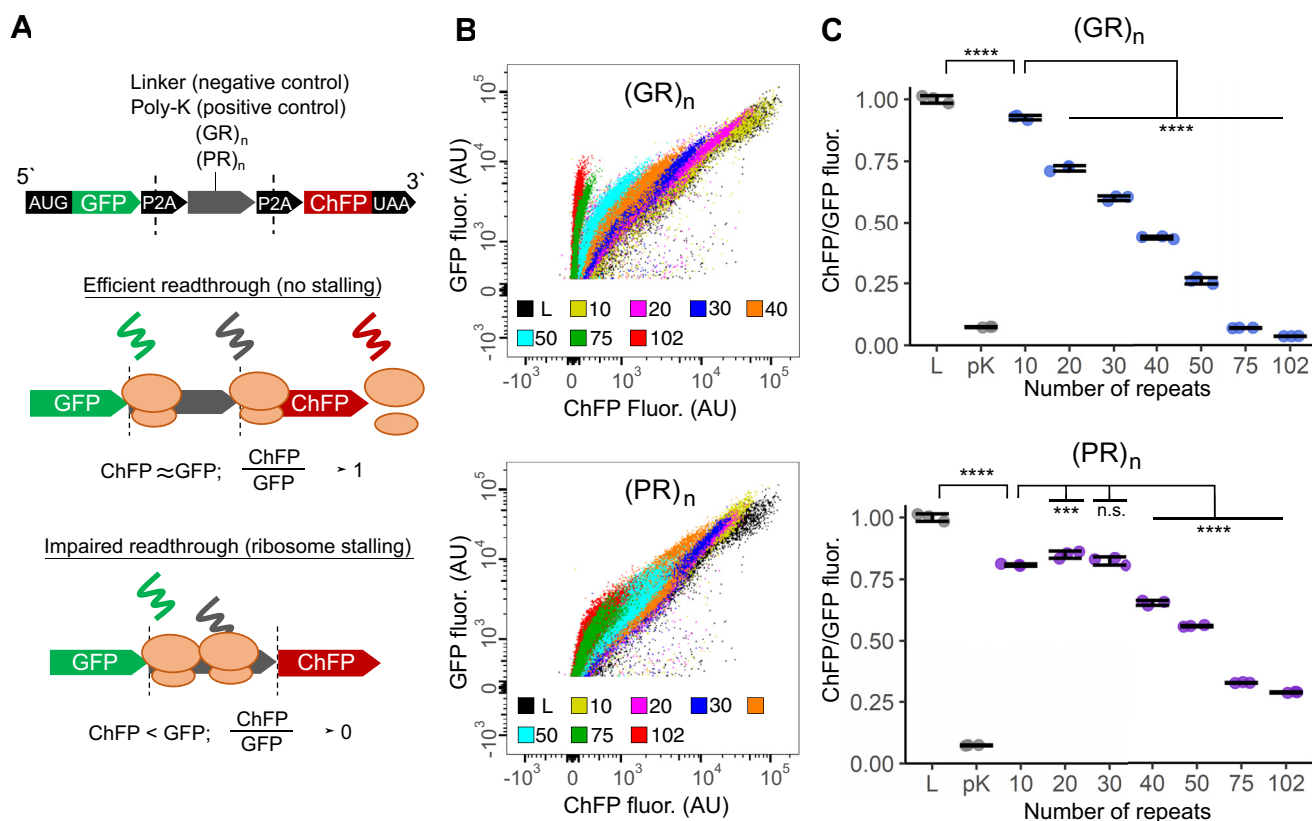 A
Linker (negative control)
Poly-K (positive control)
(GR)n
(PR)n
5` 3`
AUG GFP P2A P2A ChFP UAA
Efficient readthrough (no stalling)
GFP ChFP
ChFP ≈ GFP; ChFP/GFP ➤ 1
Impaired readthrough (ribosome stalling)
GFP ChFP
ChFP < GFP; ChFP/GFP ➤ 0
B
(GR)n
GFP fluor. (AU)
10^5
10^4
10^3
0
-10^3
L 10 20 30 40
50 75 102
-10^3 0 10^3 10^4 10^5
ChFP Fluor. (AU)
(PR)n
GFP fluor. (AU)
10^5
10^4
10^3
0
-10^3
L 10 20 30
50 75 102
-10^3 0 10^3 10^4 10^5
ChFP fluor. (AU)
C
(GR)n
****
****
ChFP/GFP fluor.
1.00
0.75
0.50
0.25
0.00
L pK 10 20 30 40 50 75 102
Number of repeats
(PR)n
****
***
n.s.
****
ChFP/GFP fluor.
1.00
0.75
0.50
0.25
0.00
L pK 10 20 30 40 50 75 102
Number of repeats